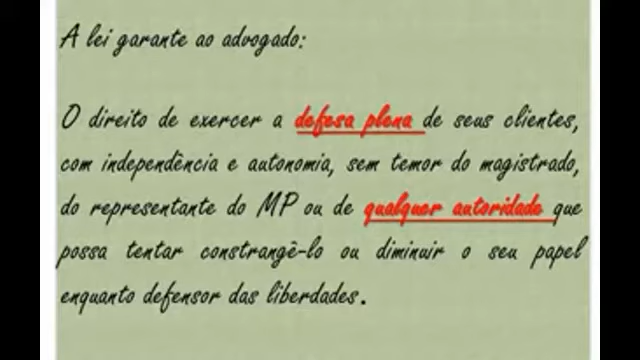 A lei garante ao advogado:
O direito de exercer a defesa plena de seus clientes,
com independência e autonomia, sem temor do magistrado,
do representante do MP ou de qualquer autoridade que
possa tentar constrangê-lo ou diminuir o seu papel
enquanto defensor das liberdades.